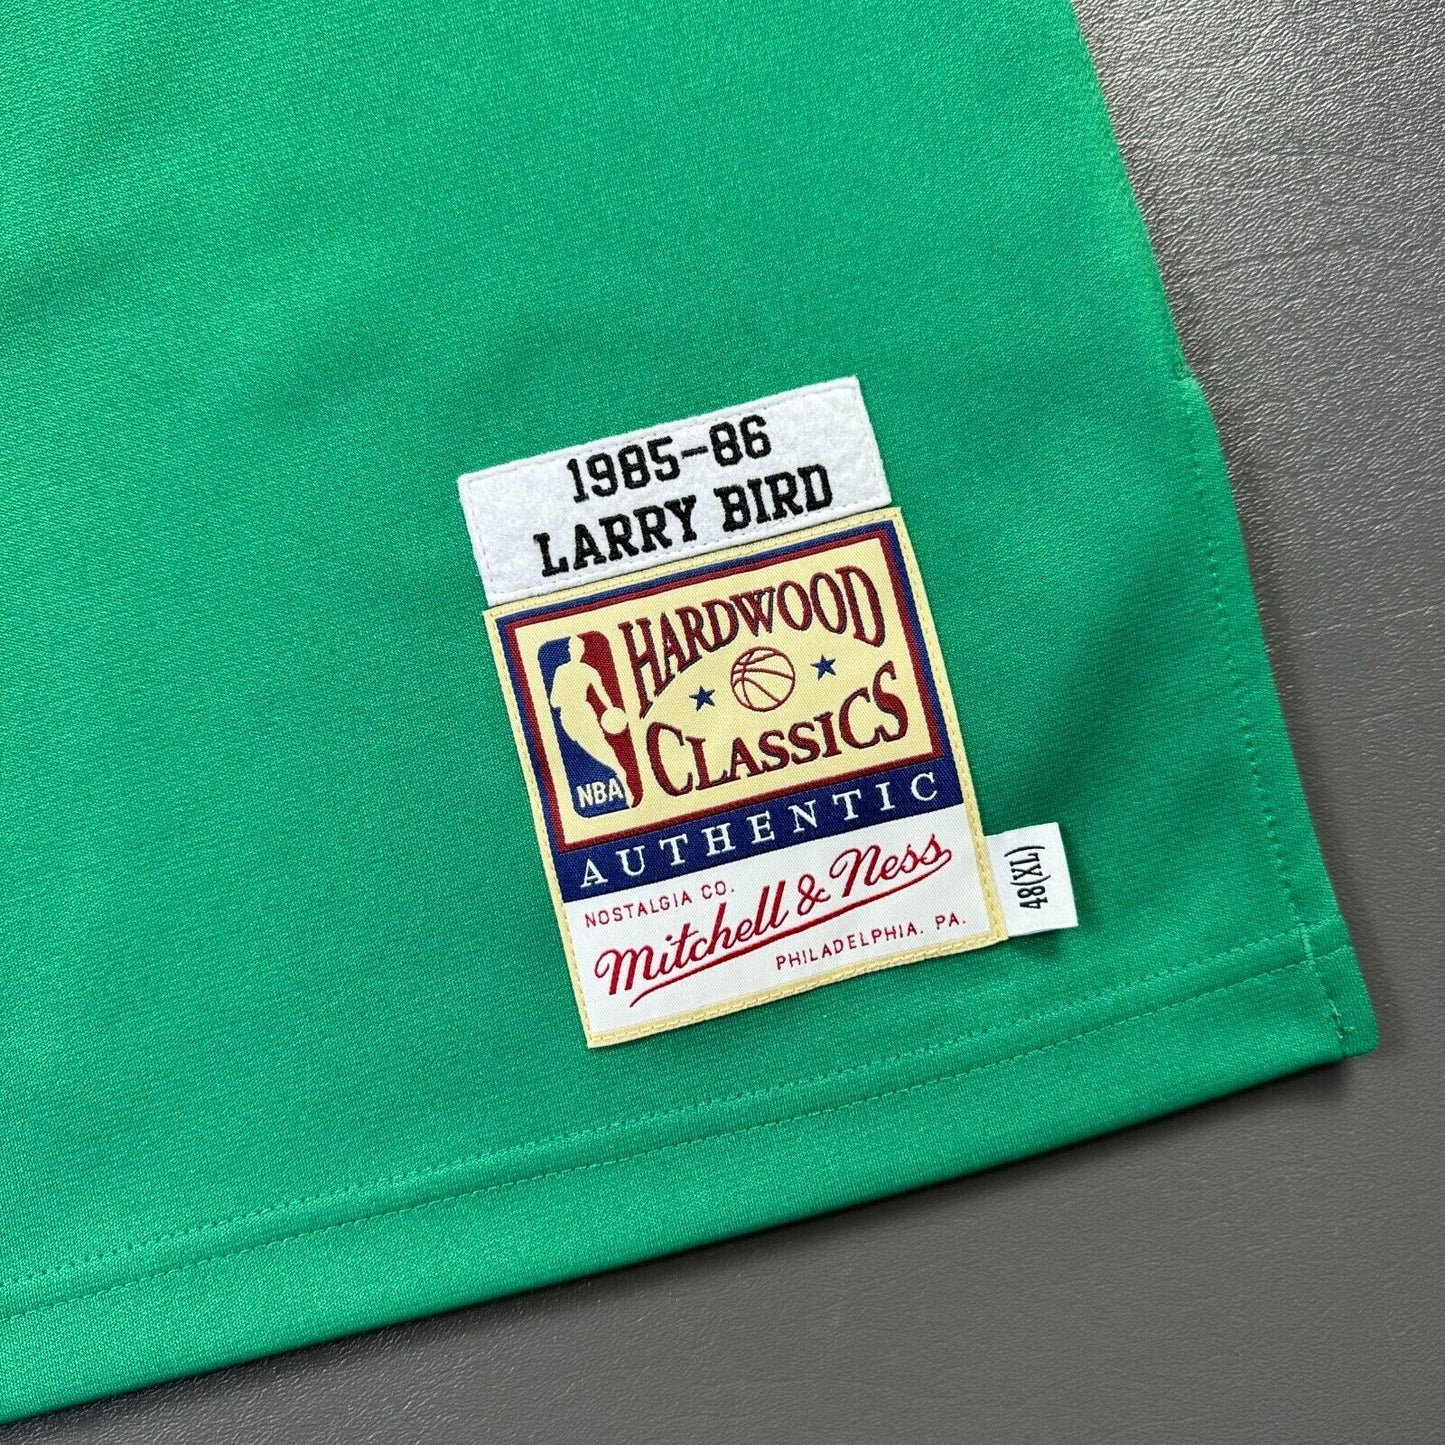 1985-86
LARRY BIRD
HARDWOOD
CLASSICS
NBA
AUTHENTIC
NOSTALGIA CO.
Mitchell & Ness
PHILADELPHIA, PA.
48(XL)